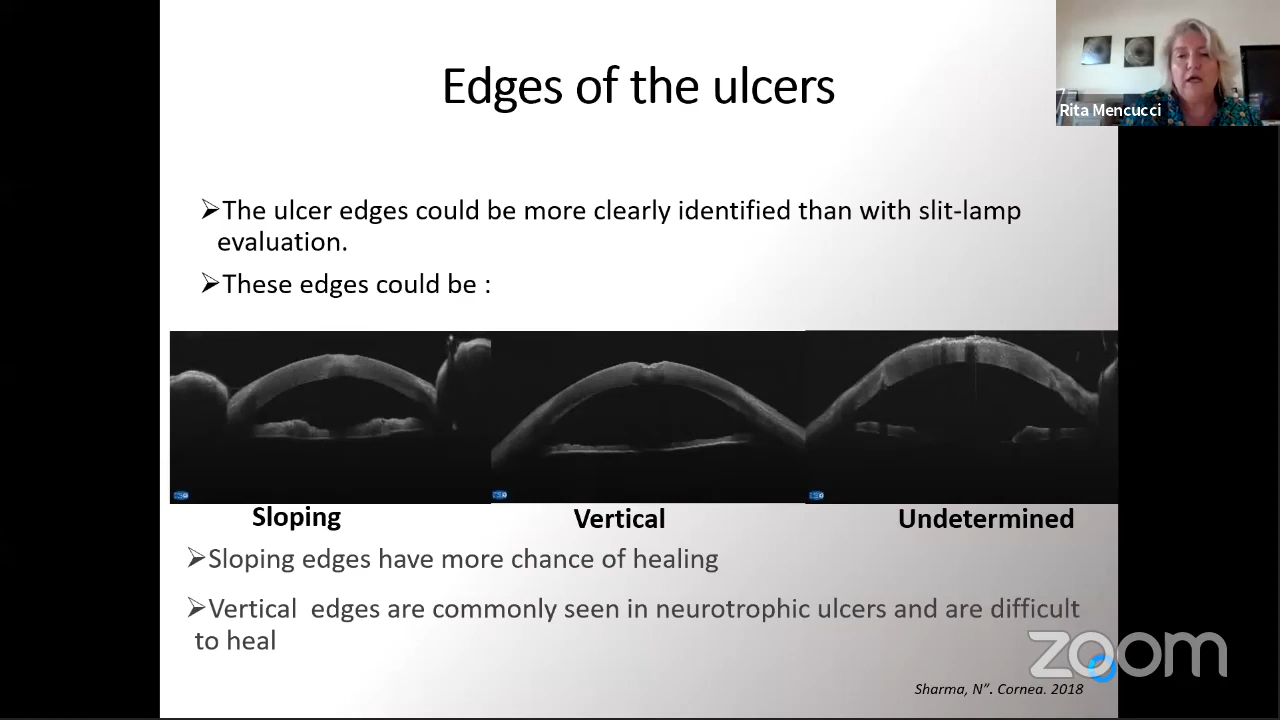 Edges of the ulcers
Rita Mencucci
➢The ulcer edges could be more clearly identified than with slit-lamp
evaluation.
➢These edges could be :
Sloping
Vertical
Undetermined
➢Sloping edges have more chance of healing
➢Vertical edges are commonly seen in neurotrophic ulcers and are difficult
to heal
zoom
Sharma, N”. Cornea. 2018